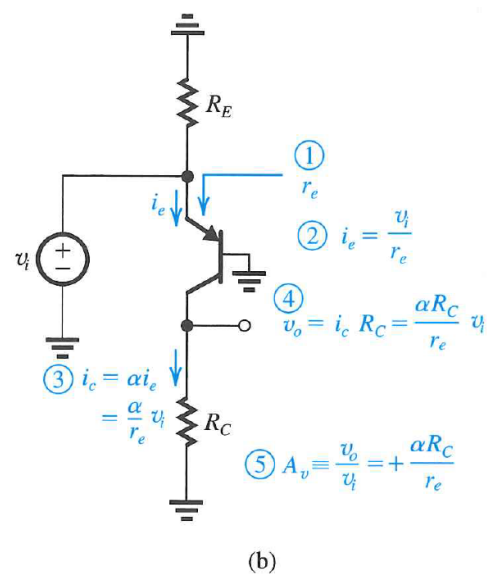 R_E
① r_e
i_e
② i_e = v_i / r_e
v_i
+
−
④ v_o = i_c R_C = αR_C / r_e v_i
③ i_c = αi_e
= α / r_e v_i
R_C
⑤ A_v ≡ v_o / v_i = + αR_C / r_e
(b)